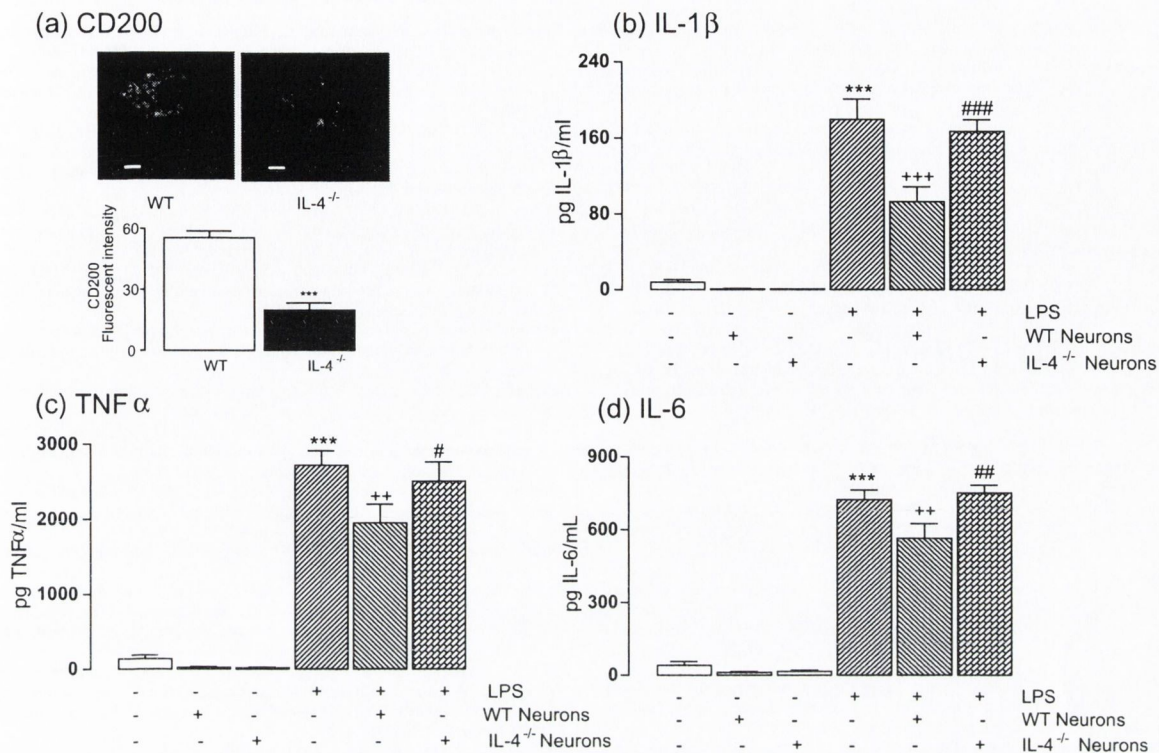 (a) CD200
WT
IL-4 -/-
CD200
Fluorescent intensity
60
30
0
***
WT
IL-4 -/-
(b) IL-1β
pg IL-1β/ml
240
160
80
0
***
+++
###
- - - + + + LPS
- + - - + - WT Neurons
- - + - - + IL-4 -/- Neurons
(c) TNF α
pg TNFα/ml
3000
2000
1000
0
***
++
#
- - - + + + LPS
- + - - + - WT Neurons
- - + - - + IL-4 -/- Neurons
(d) IL-6
pg IL-6/mL
900
600
300
0
***
++
##
- - - + + + LPS
- + - - + - WT Neurons
- - + - - + IL-4 -/- Neurons